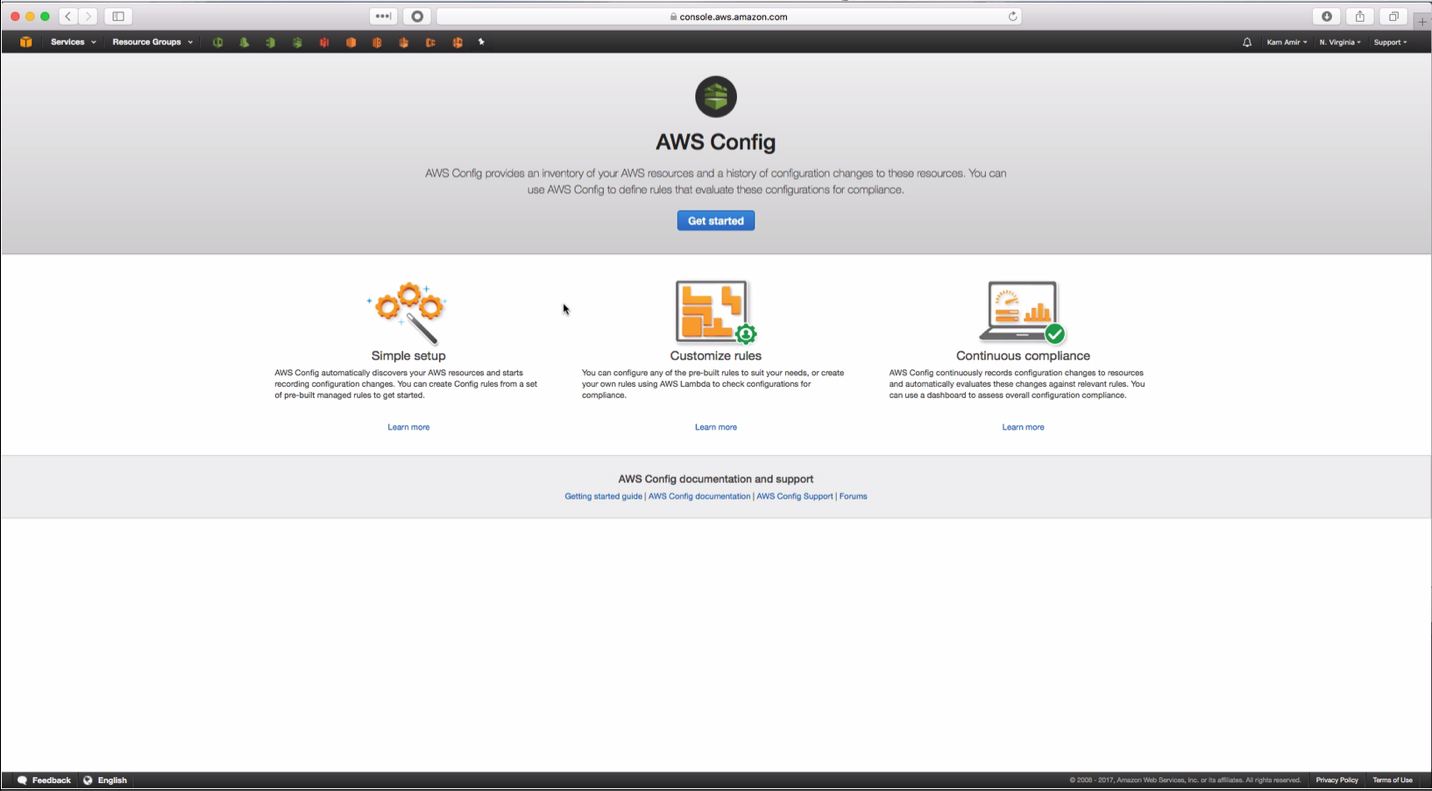 console.aws.amazon.com
Services
Resource Groups
Kam Amir
N. Virginia
Support
AWS Config
AWS Config provides an inventory of your AWS resources and a history of configuration changes to these resources. You can
use AWS Config to define rules that evaluate these configurations for compliance.
Get started
Simple setup
AWS Config automatically discovers your AWS resources and starts
recording configuration changes. You can create Config rules from a set
of pre-built managed rules to get started.
Learn more
Customize rules
You can configure any of the pre-built rules to suit your needs, or create
your own rules using AWS Lambda to check configurations for
compliance.
Learn more
Continuous compliance
AWS Config continuously records configuration changes to resources
and automatically evaluates these changes against relevant rules. You
can use a dashboard to assess overall configuration compliance.
Learn more
AWS Config documentation and support
Getting started guide | AWS Config documentation | AWS Config Support | Forums
Feedback
English
© 2008 - 2017, Amazon Web Services, Inc. or its affiliates. All rights reserved.
Privacy Policy
Terms of Use